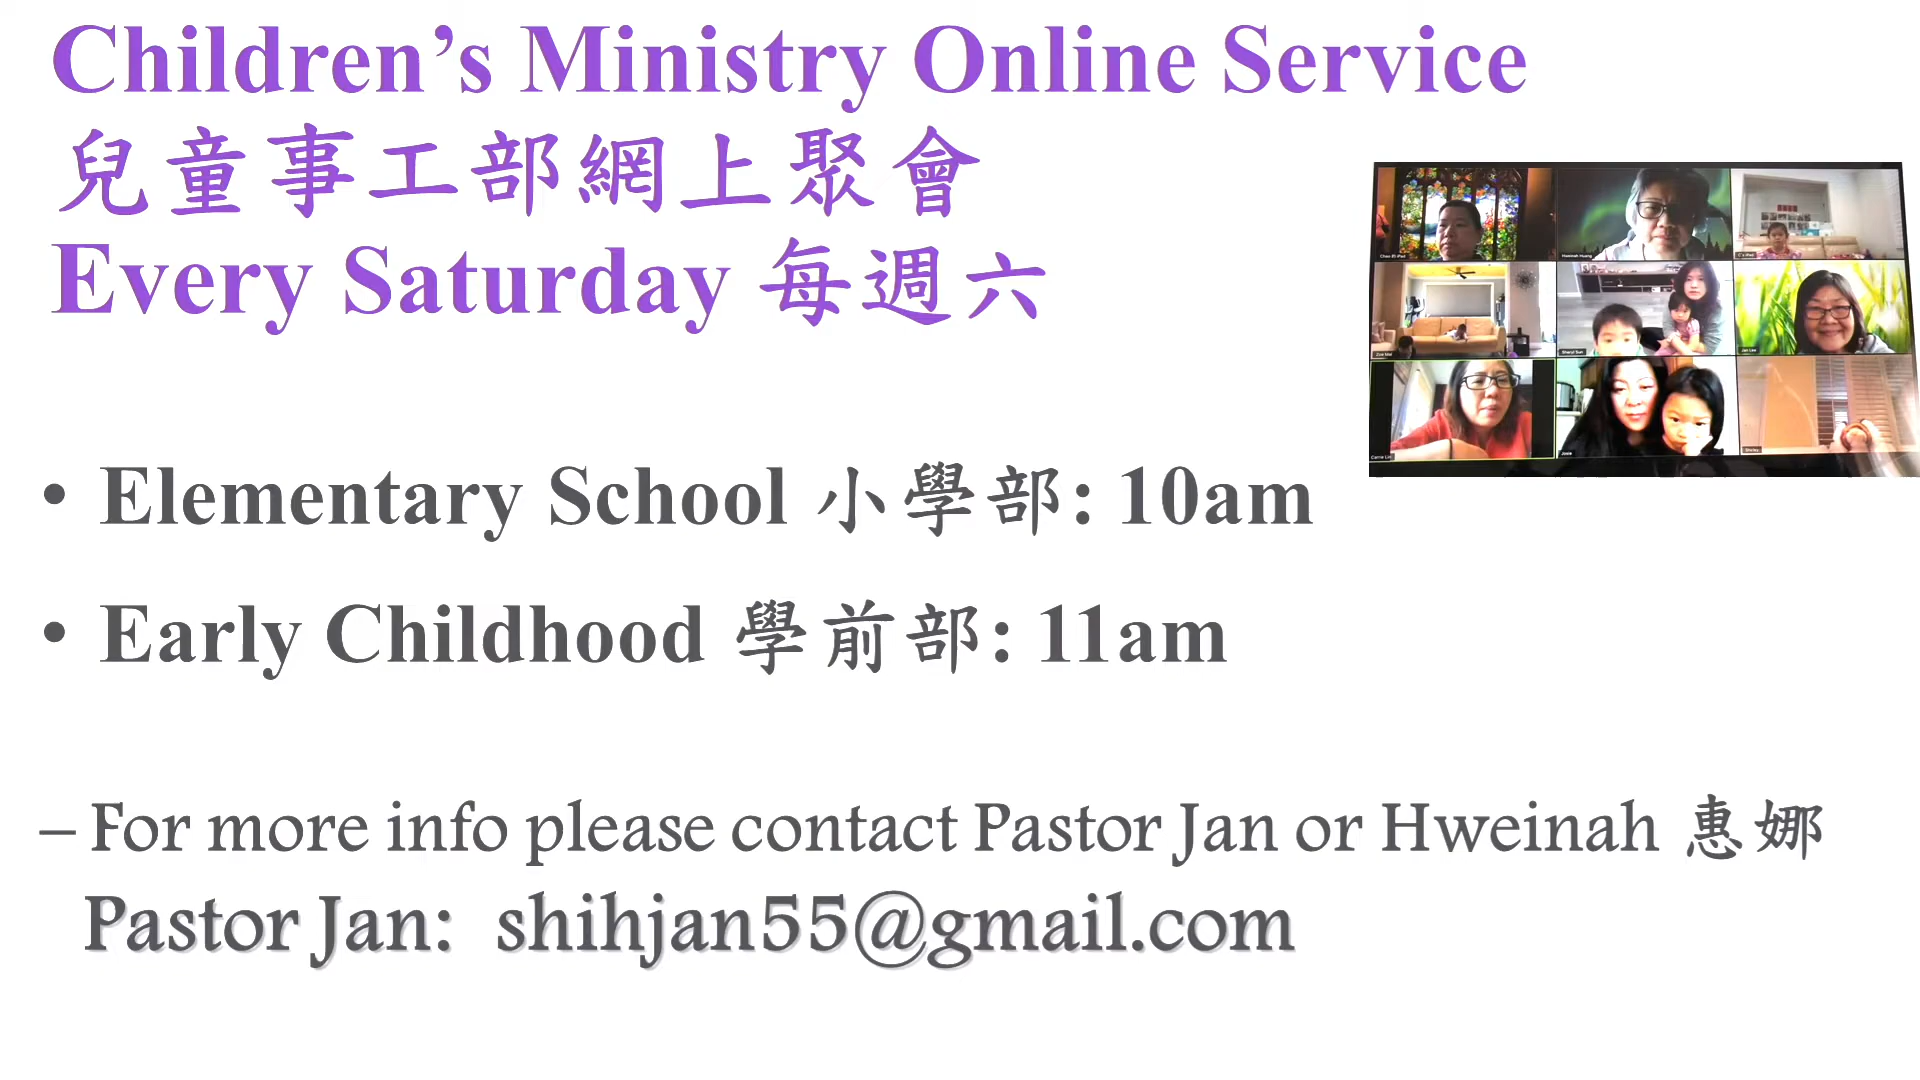 Children’s Ministry Online Service
兒童事工部網上聚會
Every Saturday 每週六
• Elementary School 小學部: 10am
• Early Childhood 學前部: 11am
– For more info please contact Pastor Jan or Hweinah 惠娜
Pastor Jan: shihjan55@gmail.com